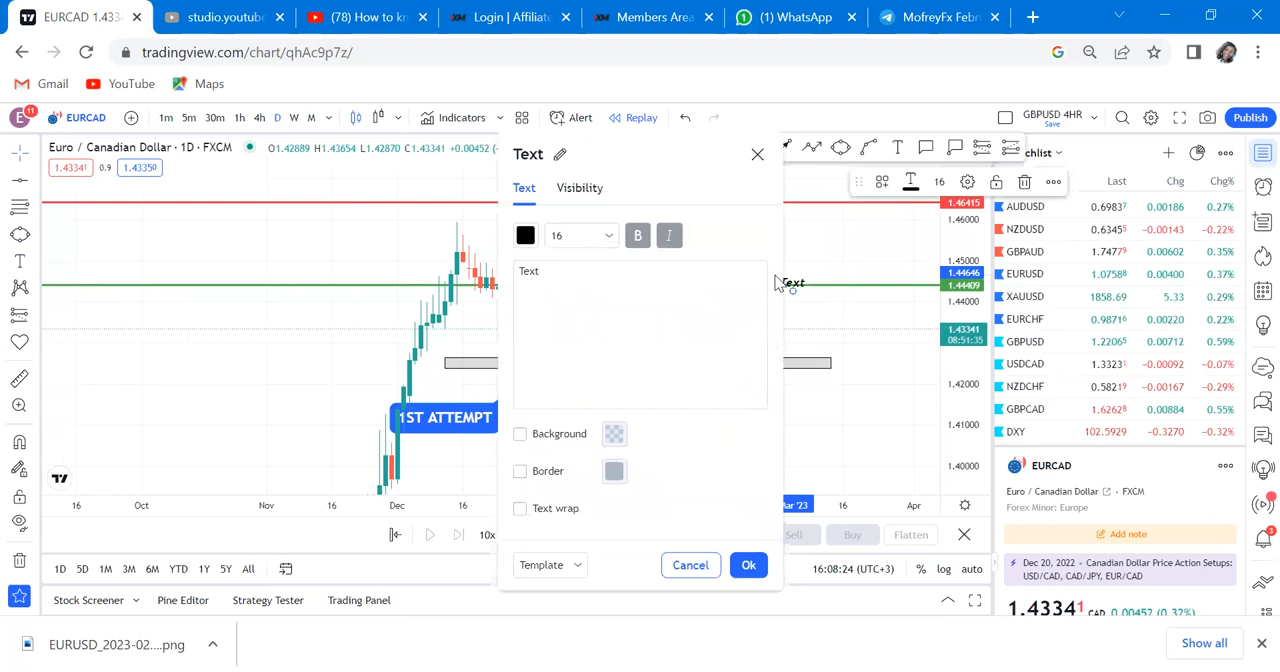 EURCAD 1.433
studio.youtube
(78) How to kn
XM
Login | Affiliate
XM
Members Area
(1) WhatsApp
MofreyFx Febr
tradingview.com/chart/qhAc9p7z/
Gmail
YouTube
Maps
E
11
EURCAD
1m
5m
30m
1h
4h
D
W
M
Indicators
Alert
Replay
GBPUSD 4HR
Save
Publish
Euro / Canadian Dollar · 1D · FXCM
O1.42889 H1.43654 L1.42870 C1.43341 +0.00452
1.43341
0.9
1.43350
Text
Text
Visibility
16
B
I
Text
Background
Border
Text wrap
Template
Cancel
Ok
16
Text
1ST ATTEMPT
1.46415
1.46000
1.45000
1.44646
1.44409
1.44000
1.43341
08:51:35
1.42000
1.41000
1.40000
16
Oct
Nov
16
Dec
16
Mar '23
16
Apr
10x
Sell
Buy
Flatten
1D
5D
1M
3M
6M
YTD
1Y
5Y
All
16:08:24 (UTC+3)
%
log
auto
Stock Screener
Pine Editor
Strategy Tester
Trading Panel
chlist
Last
Chg
Chg%
AUDUSD 0.69837 0.00186 0.27%
NZDUSD 0.63455 −0.00143 −0.22%
GBPAUD 1.74779 0.00602 0.35%
EURUSD 1.07588 0.00400 0.37%
XAUUSD 1858.69 5.33 0.29%
EURCHF 0.98716 0.00220 0.22%
GBPUSD 1.22065 0.00712 0.59%
USDCAD 1.33231 −0.00092 −0.07%
NZDCHF 0.58219 −0.00167 −0.29%
GBPCAD 1.62628 0.00884 0.55%
DXY 102.5929 −0.3270 −0.32%
EURCAD
Euro / Canadian Dollar · FXCM
Forex Minor: Europe
Add note
Dec 20, 2022 - Canadian Dollar Price Action Setups:
USD/CAD, CAD/JPY, EUR/CAD
1.43341 CAD 0.00452 (0.32%)
3
EURUSD_2023-02....png
Show all